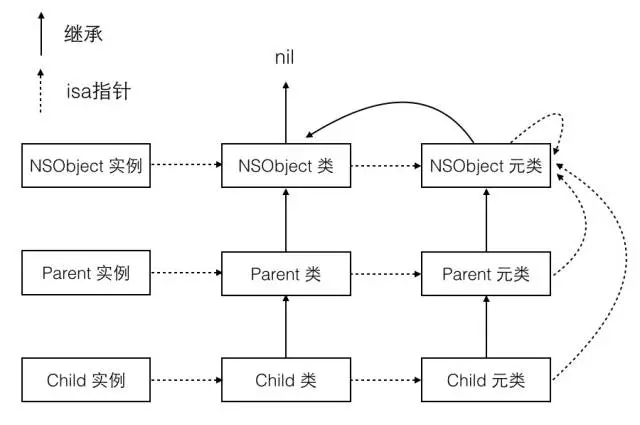 继承
isa指针
nil
NSObject 实例
NSObject 类
NSObject 元类
Parent 实例
Parent 类
Parent 元类
Child 实例
Child 类
Child 元类